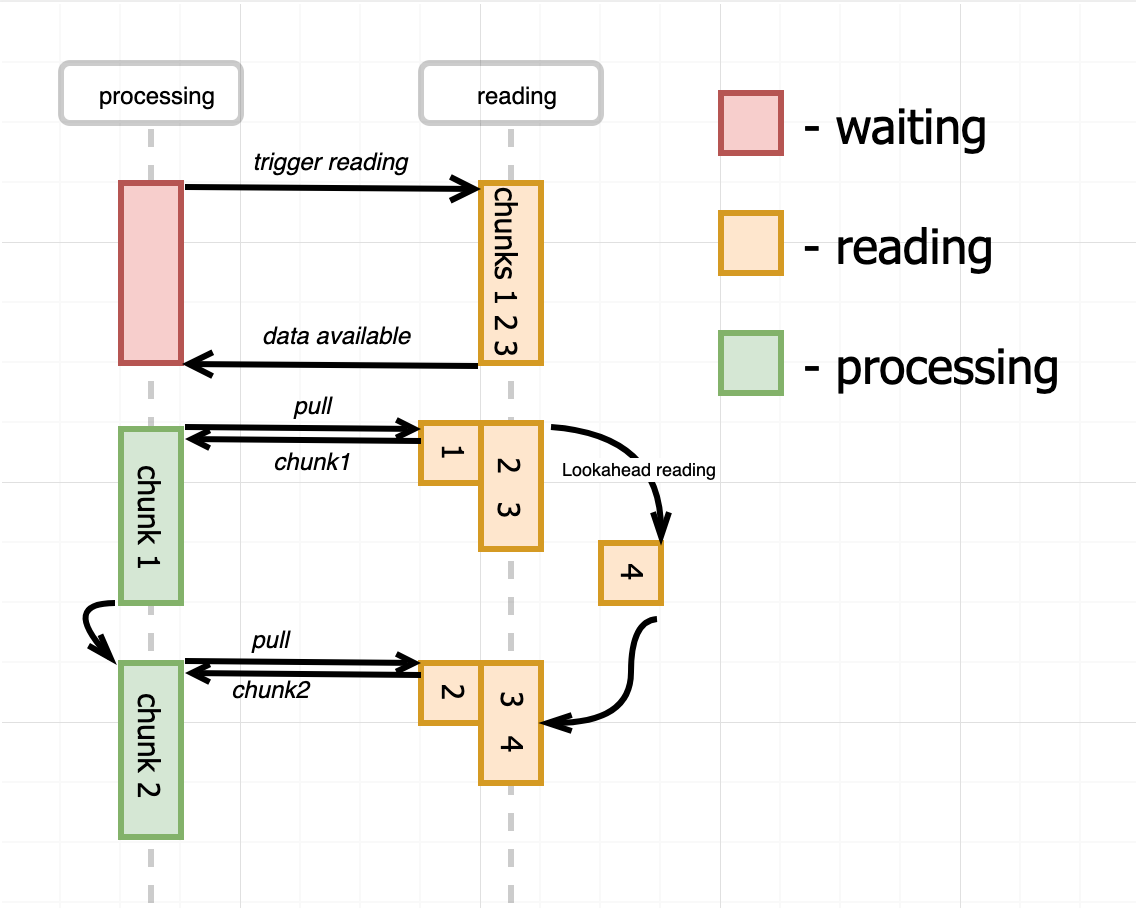 processing
reading
trigger reading
chunks 1 2 3
data available
- waiting
- reading
- processing
pull
chunk1
1
2
3
Lookahead reading
chunk 1
4
pull
chunk2
2
3
4
chunk 2